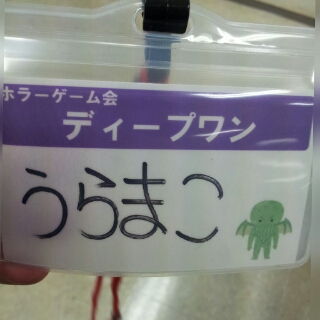 ホラーゲーム会
ディープワン
うらまこ